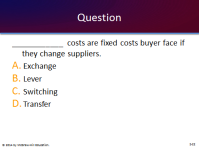 Question
____________ costs are fixed costs buyer face if
they change suppliers.
A. Exchange
B. Lever
C. Switching
D. Transfer